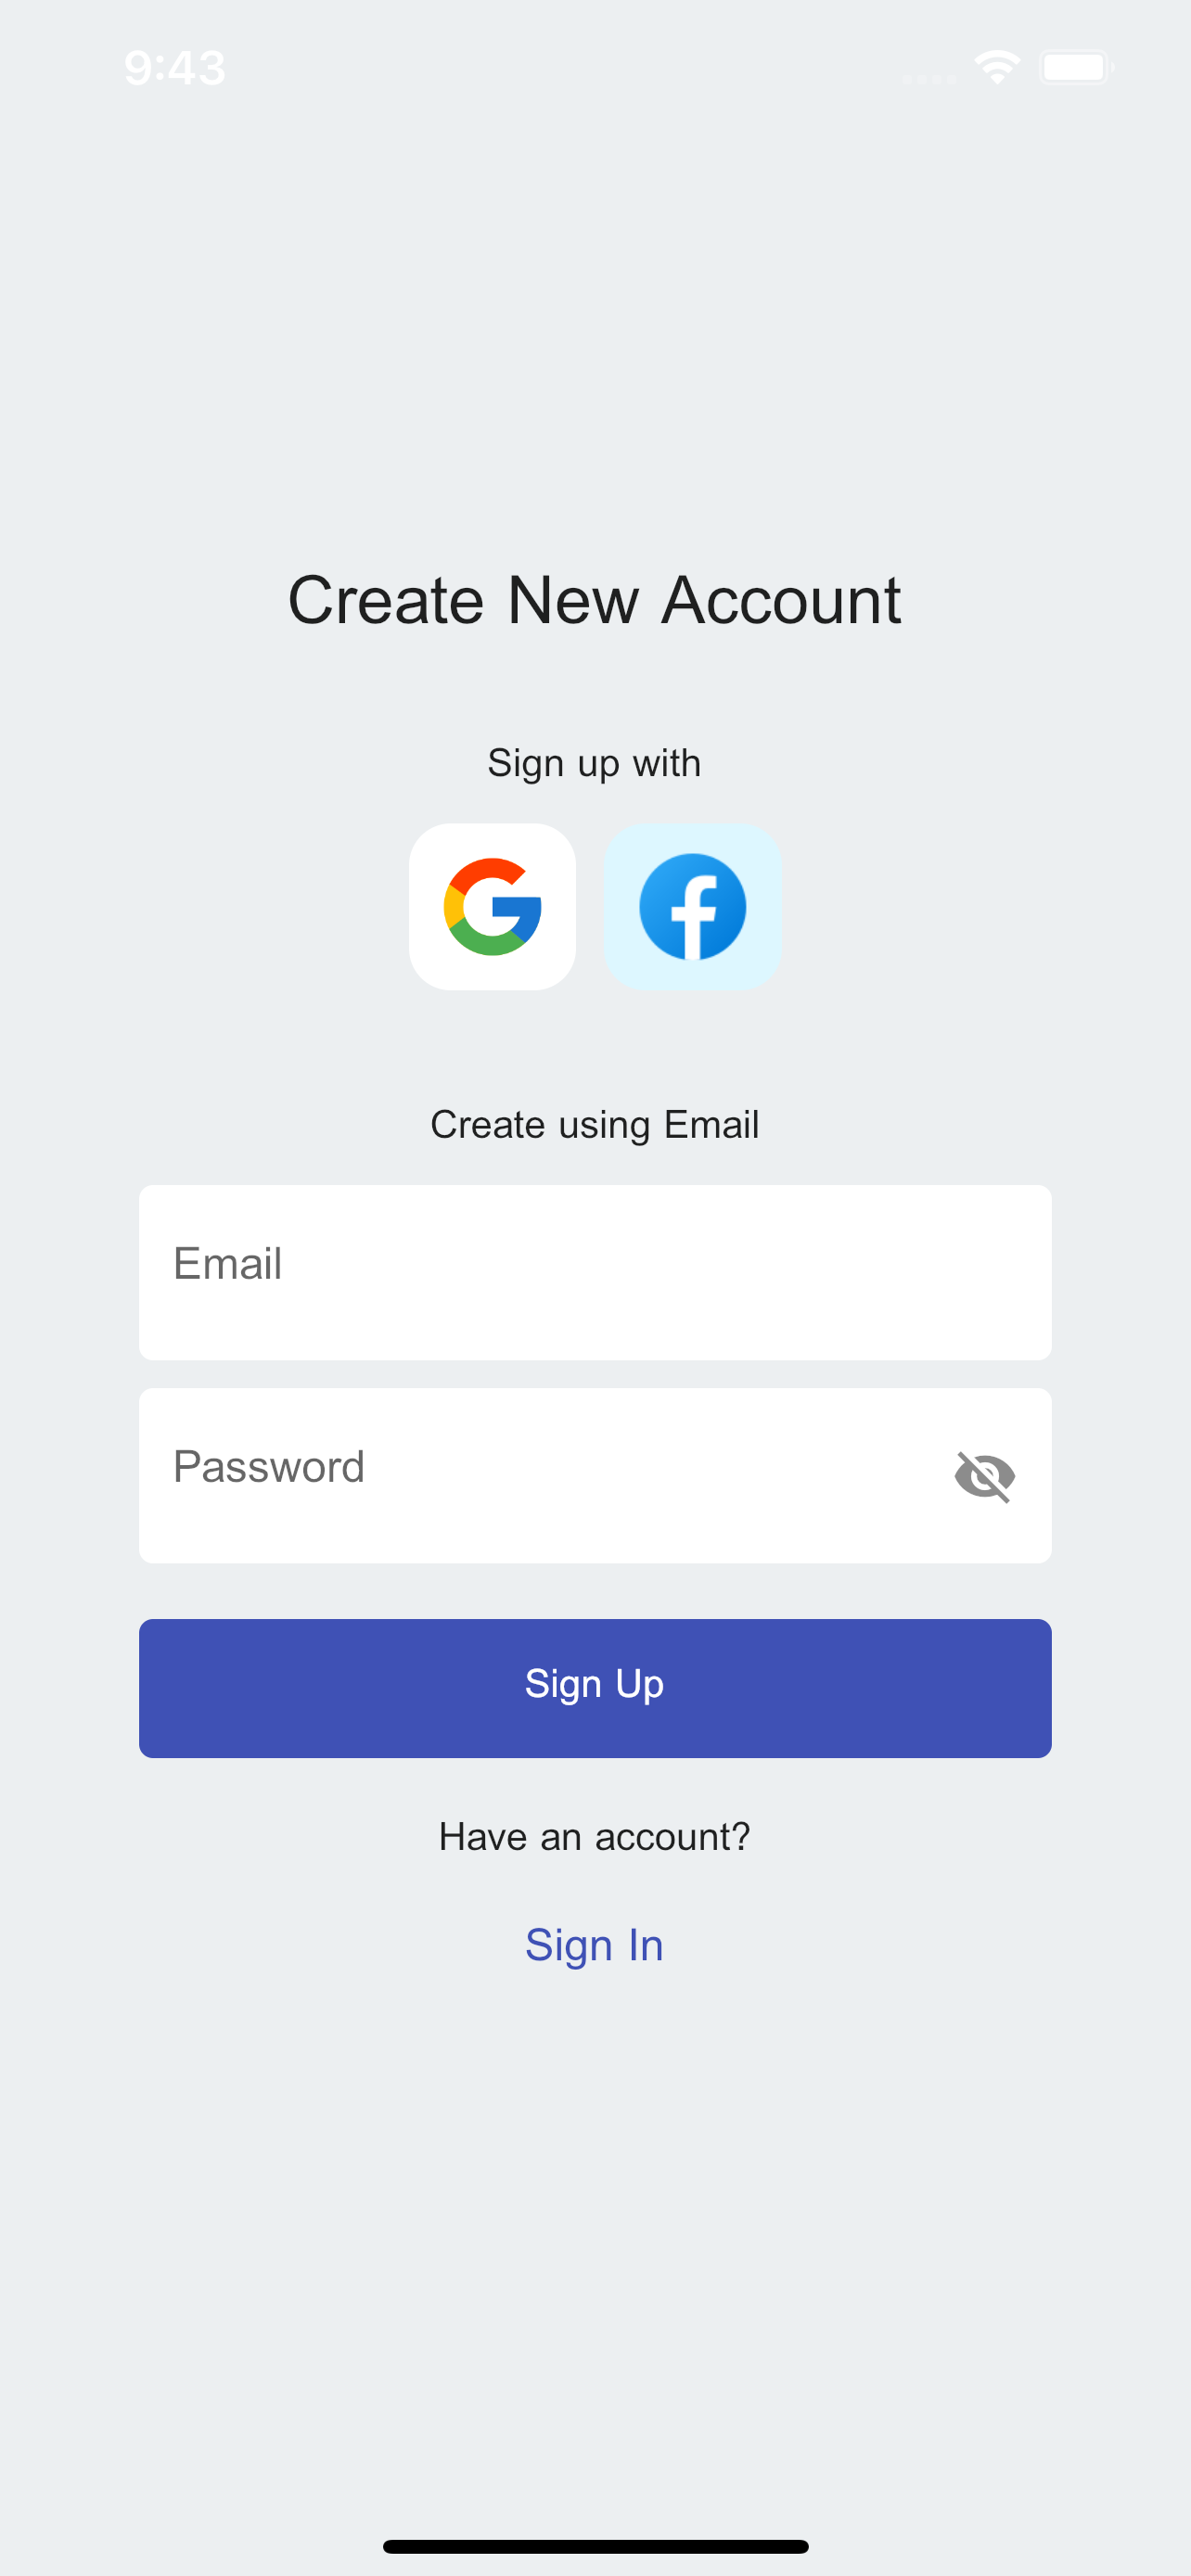 9:43
Create New Account
Sign up with
Create using Email
Email
Password
Sign Up
Have an account?
Sign In